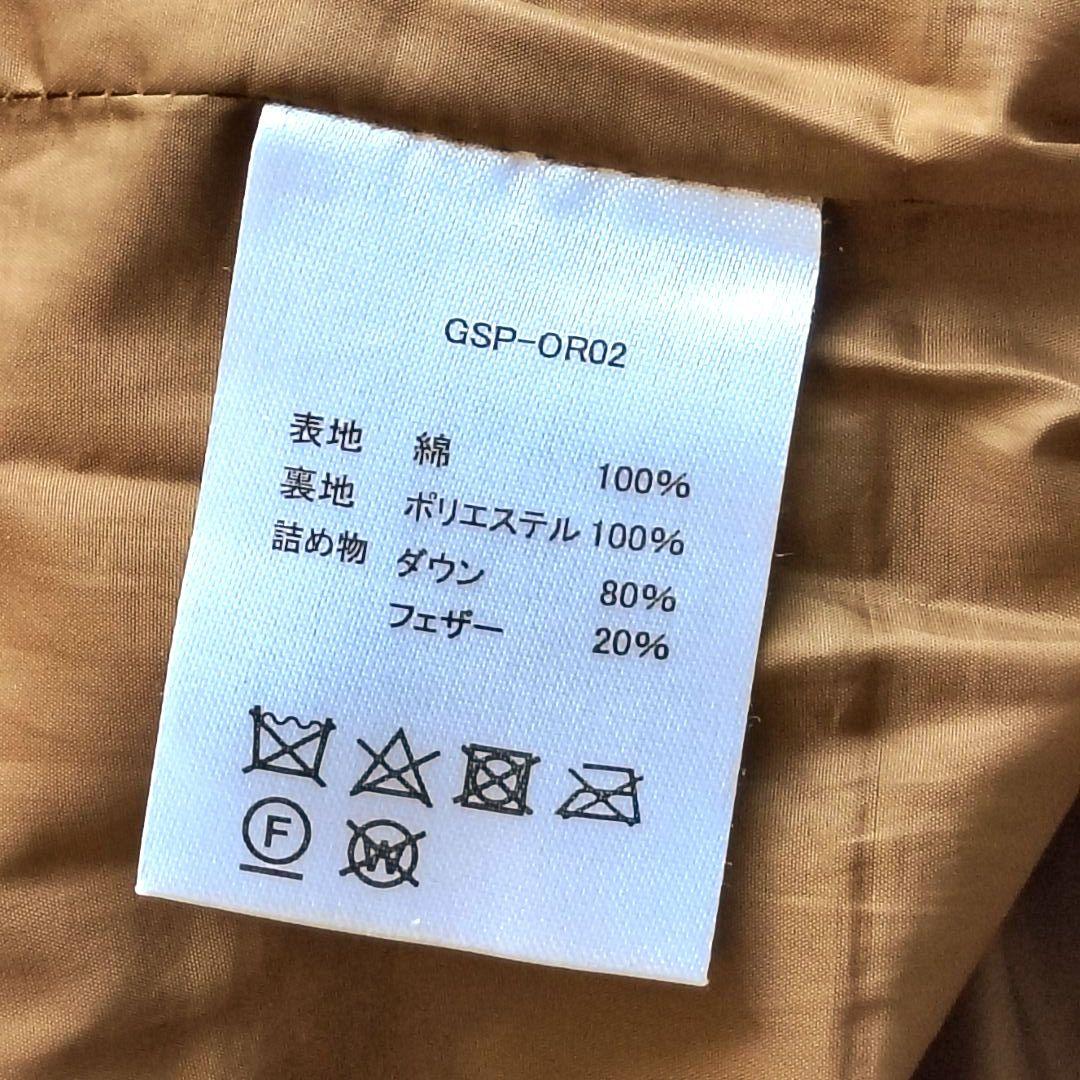 GSP-OR02
表地 綿 100%
裏地 ポリエステル 100%
詰め物 ダウン 80%
フェザー 20%
F
W